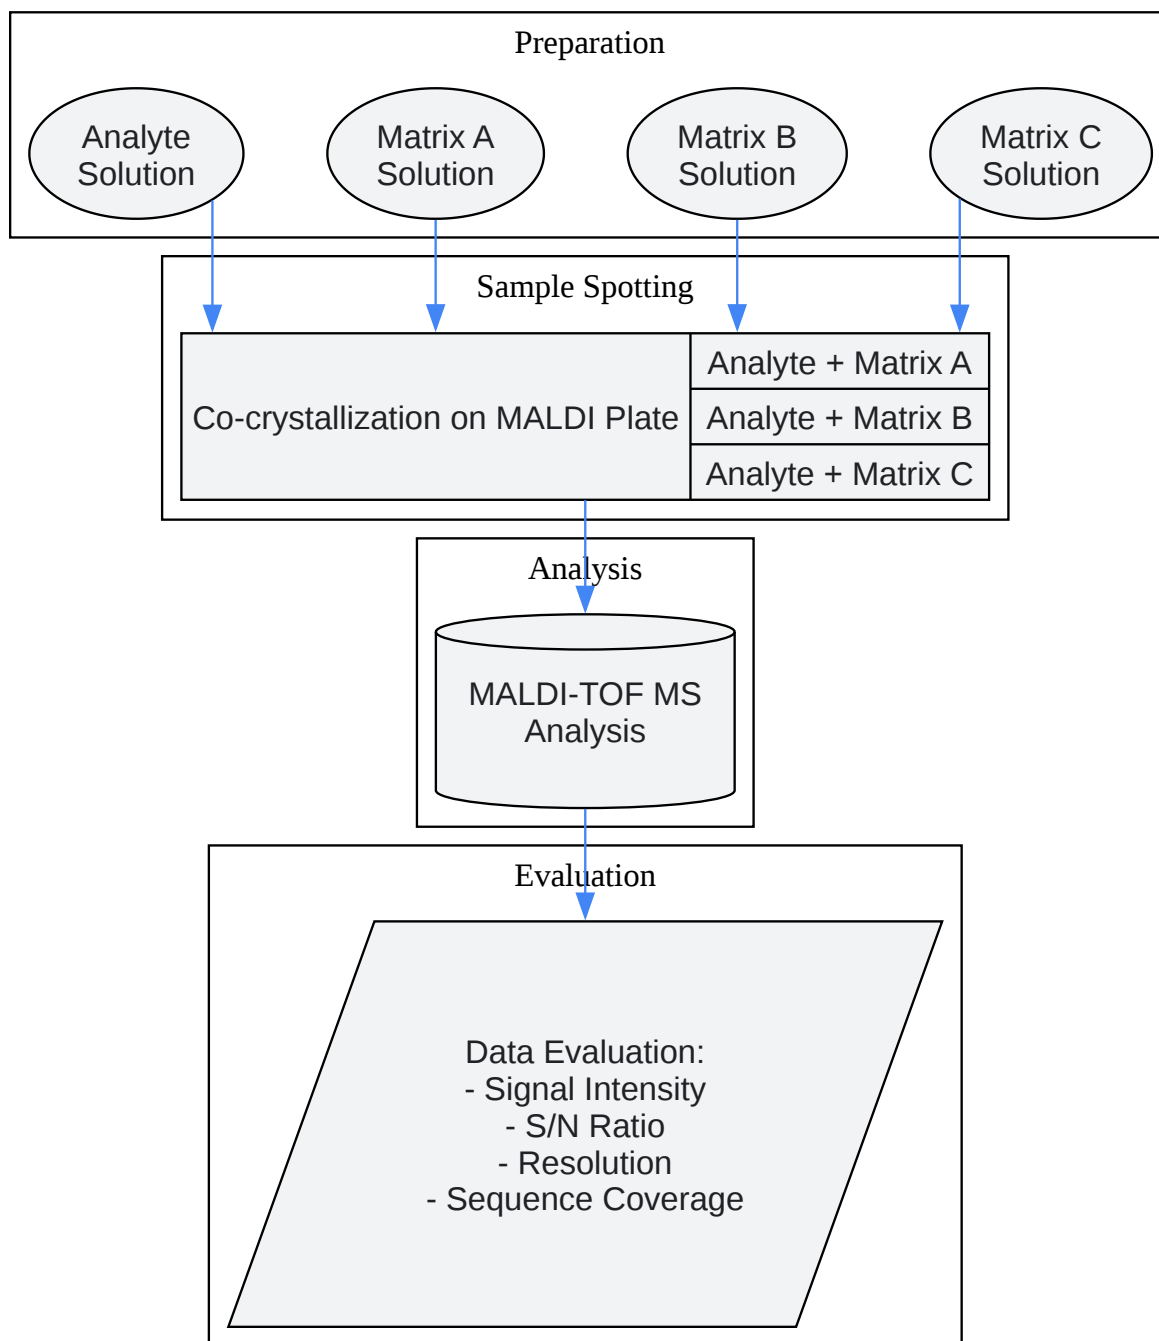 Preparation
Analyte
Solution
Matrix A
Solution
Matrix B
Solution
Matrix C
Solution
Sample Spotting
Co-crystallization on MALDI Plate
Analyte + Matrix A
Analyte + Matrix B
Analyte + Matrix C
Analysis
MALDI-TOF MS
Analysis
Evaluation
Data Evaluation:
- Signal Intensity
- S/N Ratio
- Resolution
- Sequence Coverage